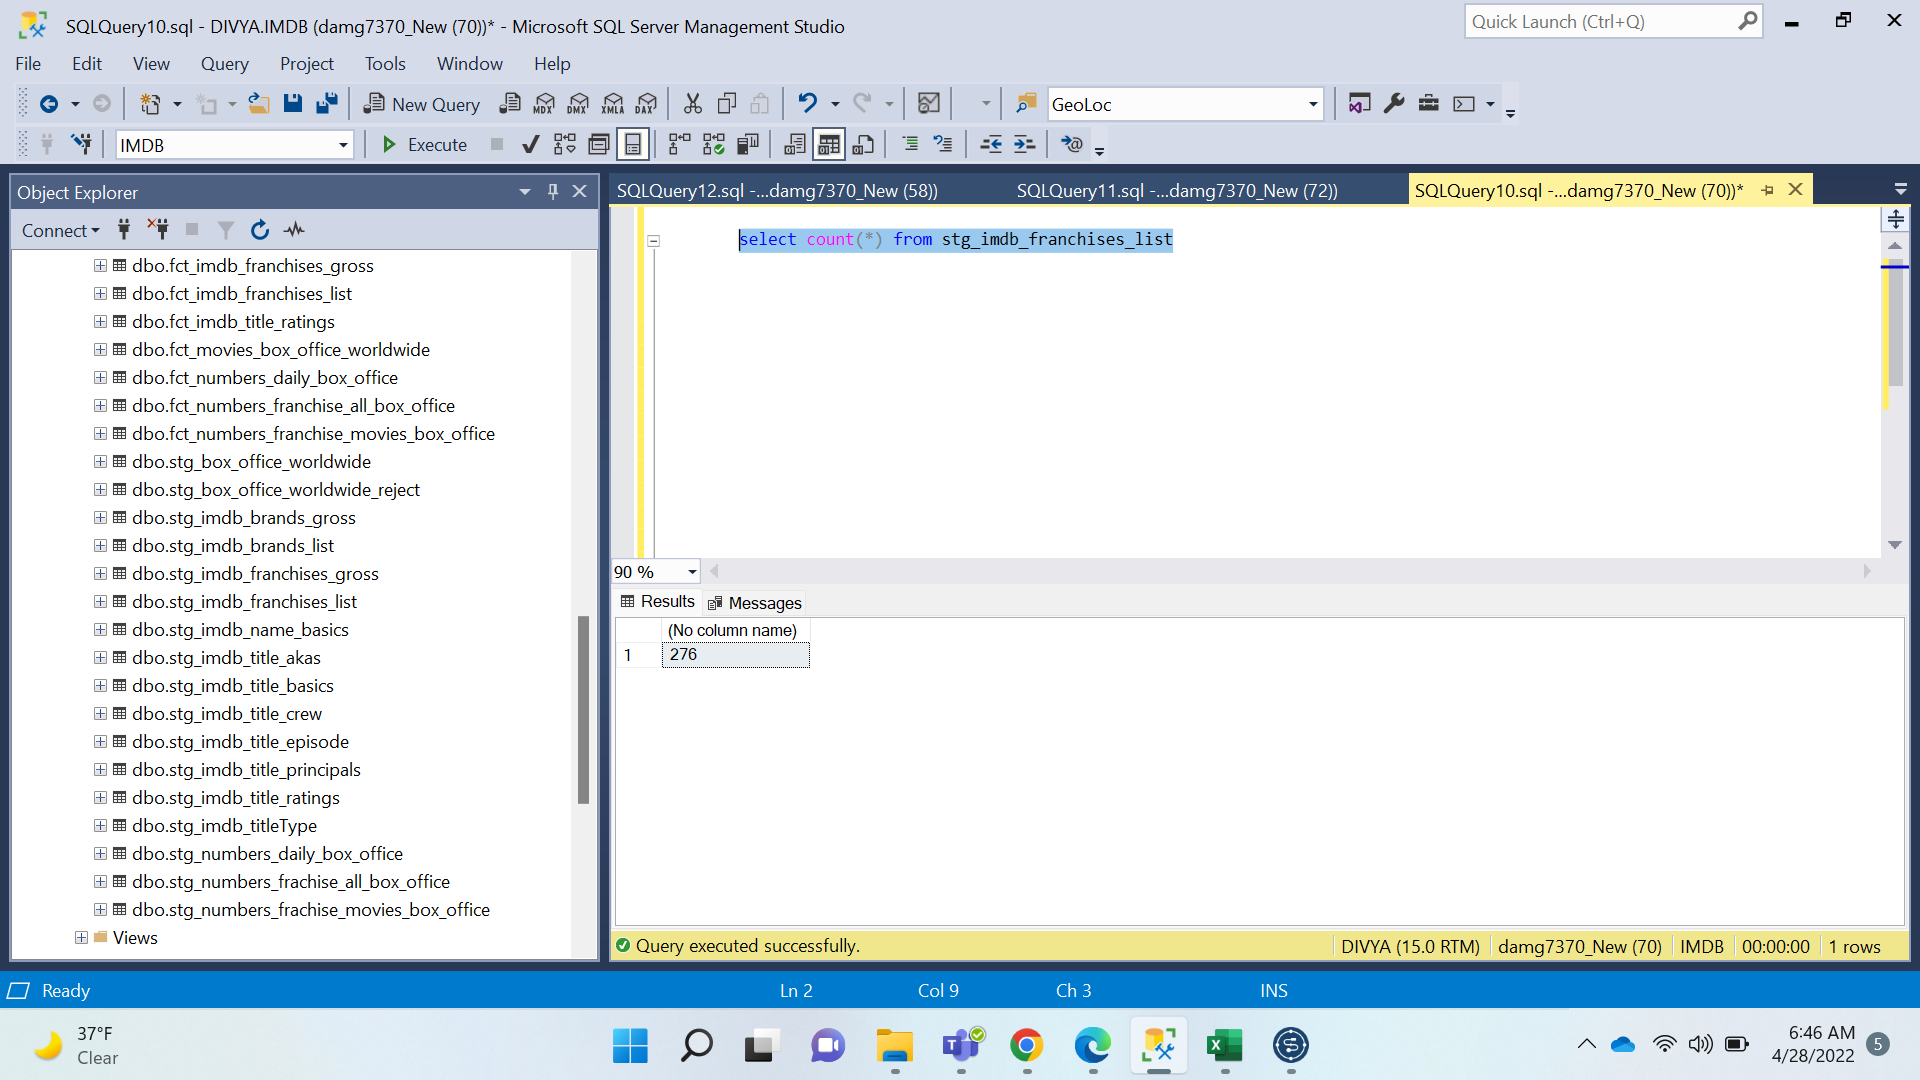 SQLQuery10.sql - DIVYA.IMDB (damg7370_New (70))* - Microsoft SQL Server Management Studio
Quick Launch (Ctrl+Q)
File Edit View Query Project Tools Window Help
New Query MDX DMX XMLA DAX GeoLoc
IMDB Execute
Object Explorer
SQLQuery12.sql -...damg7370_New (58)) SQLQuery11.sql -...damg7370_New (72)) SQLQuery10.sql -...damg7370_New (70))*
Connect
select count(*) from stg_imdb_franchises_list
dbo.fct_imdb_franchises_gross
dbo.fct_imdb_franchises_list
dbo.fct_imdb_title_ratings
dbo.fct_movies_box_office_worldwide
dbo.fct_numbers_daily_box_office
dbo.fct_numbers_franchise_all_box_office
dbo.fct_numbers_franchise_movies_box_office
dbo.stg_box_office_worldwide
dbo.stg_box_office_worldwide_reject
dbo.stg_imdb_brands_gross
dbo.stg_imdb_brands_list
dbo.stg_imdb_franchises_gross
dbo.stg_imdb_franchises_list
dbo.stg_imdb_name_basics
dbo.stg_imdb_title_akas
dbo.stg_imdb_title_basics
dbo.stg_imdb_title_crew
dbo.stg_imdb_title_episode
dbo.stg_imdb_title_principals
dbo.stg_imdb_title_ratings
dbo.stg_imdb_titleType
dbo.stg_numbers_daily_box_office
dbo.stg_numbers_frachise_all_box_office
dbo.stg_numbers_frachise_movies_box_office
Views
90 %
Results Messages
(No column name)
1 276
Query executed successfully. DIVYA (15.0 RTM) damg7370_New (70) IMDB 00:00:00 1 rows
Ready Ln 2 Col 9 Ch 3 INS
37°F
Clear
6:46 AM
4/28/2022
5